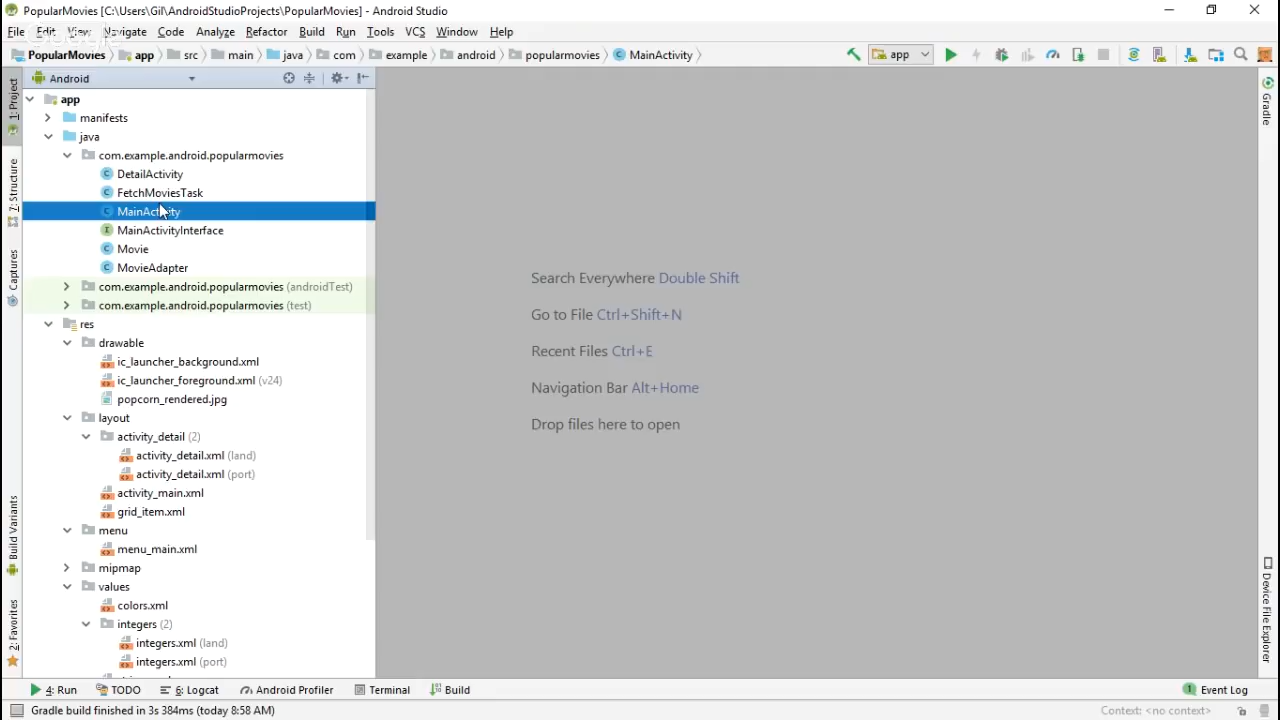 PopularMovies [C:\Users\Gil\AndroidStudioProjects\PopularMovies] - Android Studio
File Edit View Navigate Code Analyze Refactor Build Run Tools VCS Window Help
PopularMovies app src main java com example android popularmovies MainActivity app
Android
1: Project
7: Structure
Captures
Build Variants
2: Favorites
app
manifests
java
com.example.android.popularmovies
DetailActivity
FetchMoviesTask
MainActivity
MainActivityInterface
Movie
MovieAdapter
com.example.android.popularmovies (androidTest)
com.example.android.popularmovies (test)
res
drawable
ic_launcher_background.xml
ic_launcher_foreground.xml (v24)
popcorn_rendered.jpg
layout
activity_detail (2)
activity_detail.xml (land)
activity_detail.xml (port)
activity_main.xml
grid_item.xml
menu
menu_main.xml
mipmap
values
colors.xml
integers (2)
integers.xml (land)
integers.xml (port)
Search Everywhere Double Shift
Go to File Ctrl+Shift+N
Recent Files Ctrl+E
Navigation Bar Alt+Home
Drop files here to open
Gradle
Device File Explorer
4: Run TODO 6: Logcat Android Profiler Terminal Build 1 Event Log
Gradle build finished in 3s 384ms (today 8:58 AM) Context: <no context>